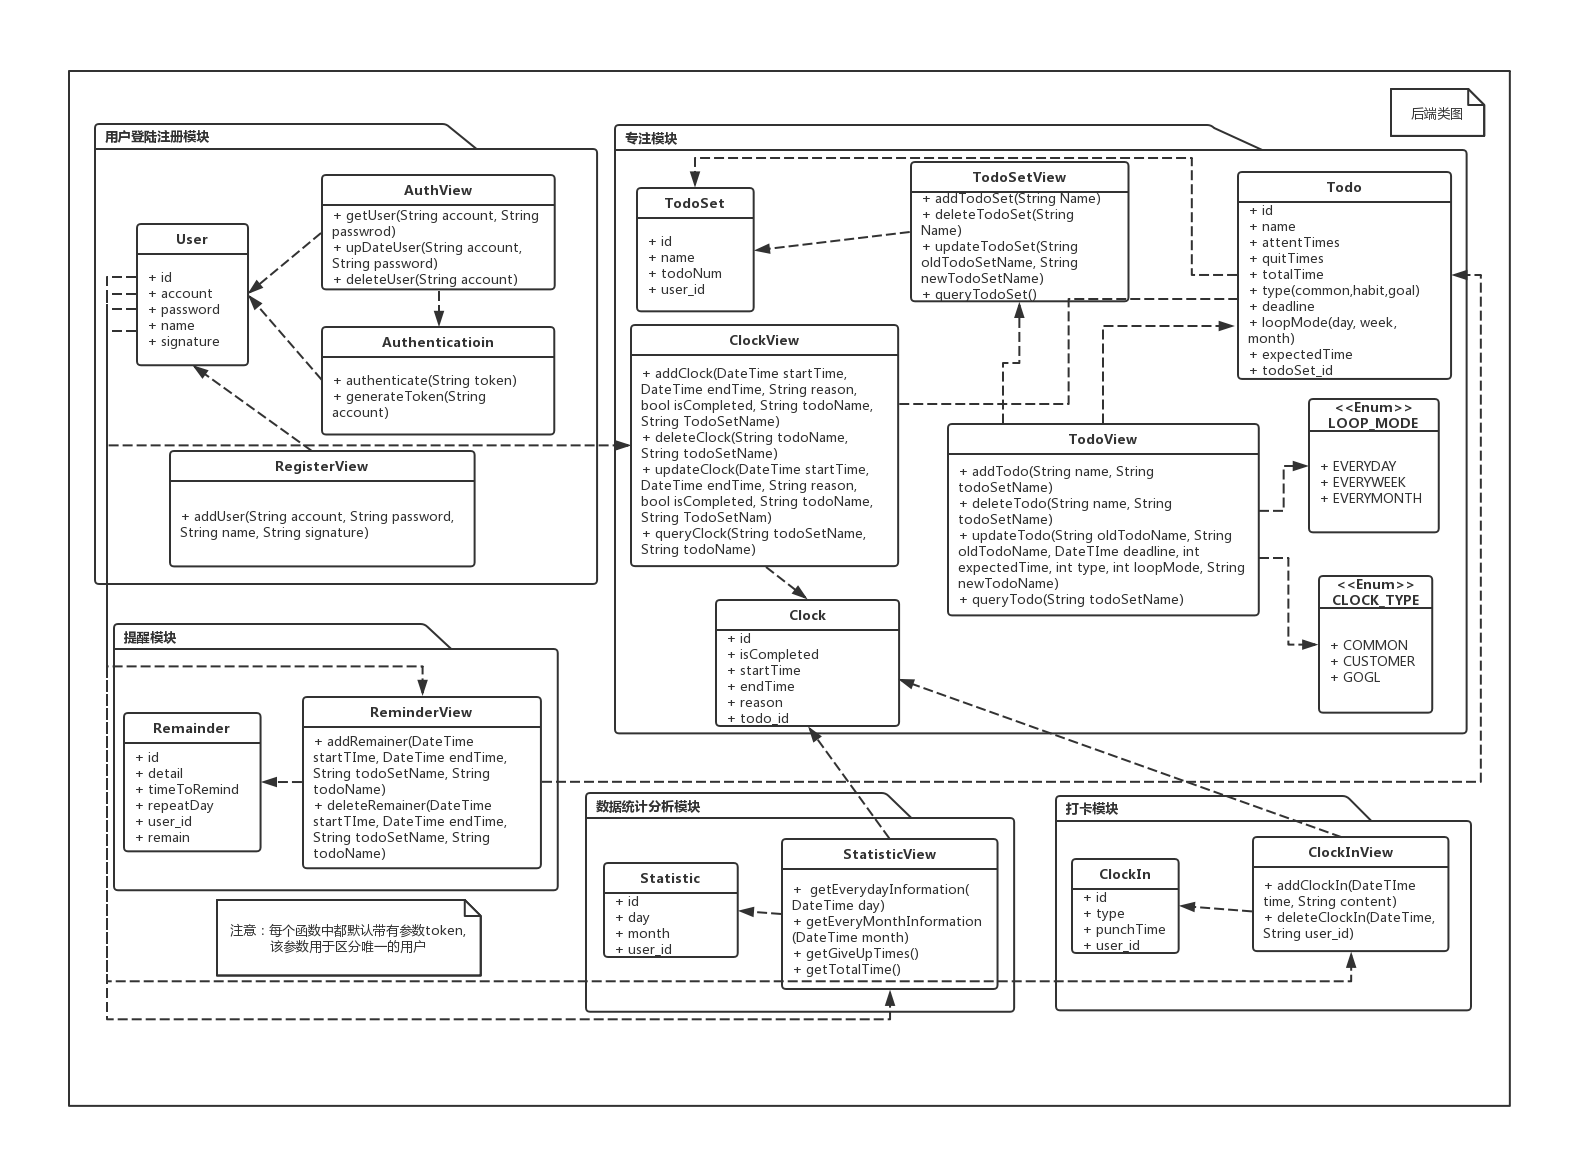 后端类图
用户登陆注册模块
AuthView
+ getUser(String account, String
passwrod)
+ upDateUser(String account,
String password)
+ deleteUser(String account)
User
+ id
+ account
+ password
+ name
+ signature
Authenticatioin
+ authenticate(String token)
+ generateToken(String
account)
RegisterView
+ addUser(String account, String password,
String name, String signature)
专注模块
TodoSet
+ id
+ name
+ todoNum
+ user_id
TodoSetView
+ addTodoSet(String Name)
+ deleteTodoSet(String
Name)
+ updateTodoSet(String
oldTodoSetName, String
newTodoSetName)
+ queryTodoSet()
Todo
+ id
+ name
+ attentTimes
+ quitTimes
+ totalTime
+ type(common,habit,goal)
+ deadline
+ loopMode(day, week,
month)
+ expectedTime
+ todoSet_id
ClockView
+ addClock(DateTime startTime,
DateTime endTime, String reason,
bool isCompleted, String todoName,
String TodoSetName)
+ deleteClock(String todoName,
String todoSetName)
+ updateClock(DateTime startTime,
DateTime endTime, String reason,
bool isCompleted, String todoName,
String TodoSetNam)
+ queryClock(String todoSetName,
String todoName)
TodoView
+ addTodo(String name, String
todoSetName)
+ deleteTodo(String name, String
todoSetName)
+ updateTodo(String oldTodoName, String
oldTodoName, DateTIme deadline, int
expectedTime, int type, int loopMode, String
newTodoName)
+ queryTodo(String todoSetName)
<<Enum>>
LOOP_MODE
+ EVERYDAY
+ EVERYWEEK
+ EVERYMONTH
<<Enum>>
CLOCK_TYPE
+ COMMON
+ CUSTOMER
+ GOGL
Clock
+ id
+ isCompleted
+ startTime
+ endTime
+ reason
+ todo_id
提醒模块
Remainder
+ id
+ detail
+ timeToRemind
+ repeatDay
+ user_id
+ remain
ReminderView
+ addRemainer(DateTime
startTIme, DateTime endTime,
String todoSetName, String
todoName)
+ deleteRemainer(DateTime
startTIme, DateTime endTime,
String todoSetName, String
todoName)
注意：每个函数中都默认带有参数token,
该参数用于区分唯一的用户
数据统计分析模块
Statistic
+ id
+ day
+ month
+ user_id
StatisticView
+ getEverydayInformation(
DateTime day)
+ getEveryMonthInformation
(DateTime month)
+ getGiveUpTimes()
+ getTotalTime()
打卡模块
ClockIn
+ id
+ type
+ punchTime
+ user_id
ClockInView
+ addClockIn(DateTIme
time, String content)
+ deleteClockIn(DateTime,
String user_id)